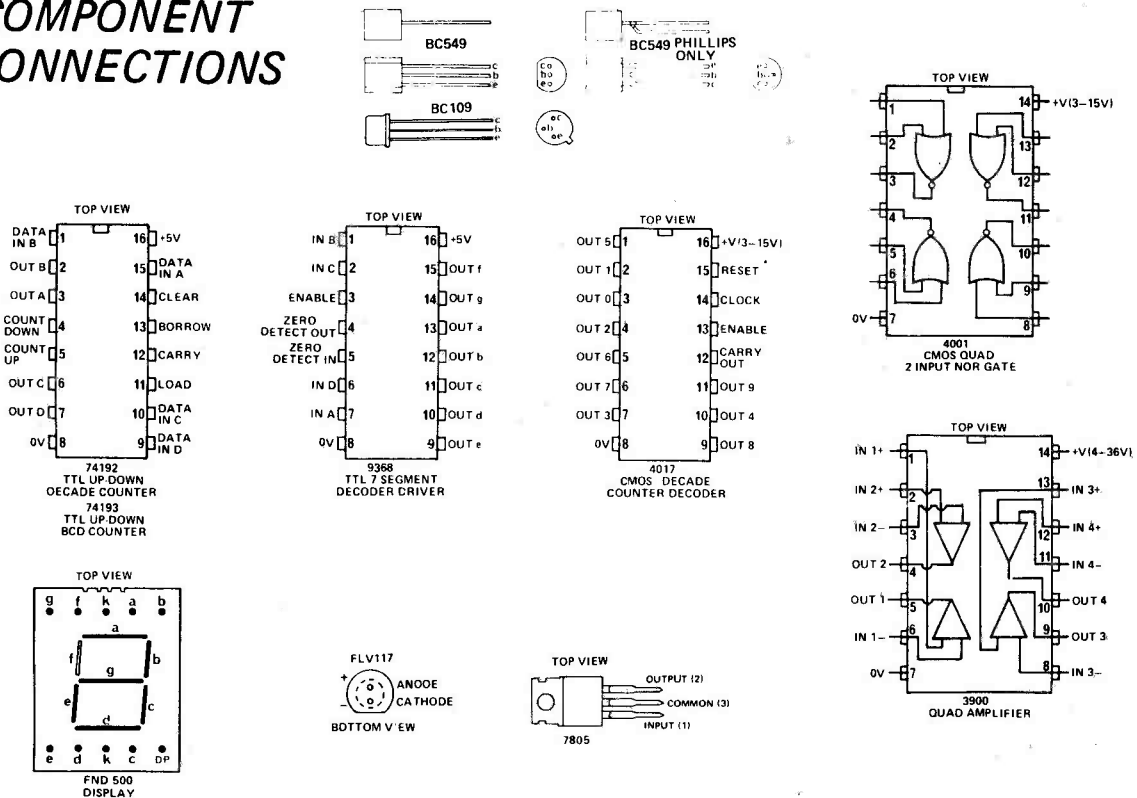 COMPONENT
CONNECTIONS
BC549
c
b
e
BC549 PHILLIPS
ONLY
BC109
c
b
e
TOP VIEW
DATA IN B 1
OUT B 2
OUT A 3
COUNT DOWN 4
COUNT UP 5
OUT C 6
OUT D 7
0V 8
16 +5V
15 DATA IN A
14 CLEAR
13 BORROW
12 CARRY
11 LOAD
10 DATA IN C
9 DATA IN D
74192
TTL UP-DOWN
DECADE COUNTER
74193
TTL UP-DOWN
BCD COUNTER
TOP VIEW
IN B 1
IN C 2
ENABLE 3
ZERO DETECT OUT 4
ZERO DETECT IN 5
IN D 6
IN A 7
0V 8
16 +5V
15 OUT f
14 OUT g
13 OUT a
12 OUT b
11 OUT c
10 OUT d
9 OUT e
9368
TTL 7 SEGMENT
DECODER DRIVER
TOP VIEW
OUT 5 1
OUT 1 2
OUT 0 3
OUT 2 4
OUT 6 5
OUT 7 6
OUT 3 7
0V 8
16 +V(3–15V)
15 RESET
14 CLOCK
13 ENABLE
12 CARRY OUT
11 OUT 9
10 OUT 4
9 OUT 8
4017
CMOS DECADE
COUNTER DECODER
TOP VIEW
1
2
3
4
5
6
0V 7
14 +V(3–15V)
13
12
11
10
9
8
4001
CMOS QUAD
2 INPUT NOR GATE
TOP VIEW
IN 1+ 1
IN 2+ 2
IN 2– 3
OUT 2 4
OUT 1 5
IN 1– 6
0V 7
14 +V(4–36V)
13 IN 3+
12 IN 4+
11 IN 4–
10 OUT 4
9 OUT 3
8 IN 3–
3900
QUAD AMPLIFIER
TOP VIEW
g f k a b
a
f b
g
e c
d
e d k c DP
FND 500
DISPLAY
FLV117
+
ANODE
CATHODE
–
BOTTOM VIEW
TOP VIEW
OUTPUT (2)
COMMON (3)
INPUT (1)
7805